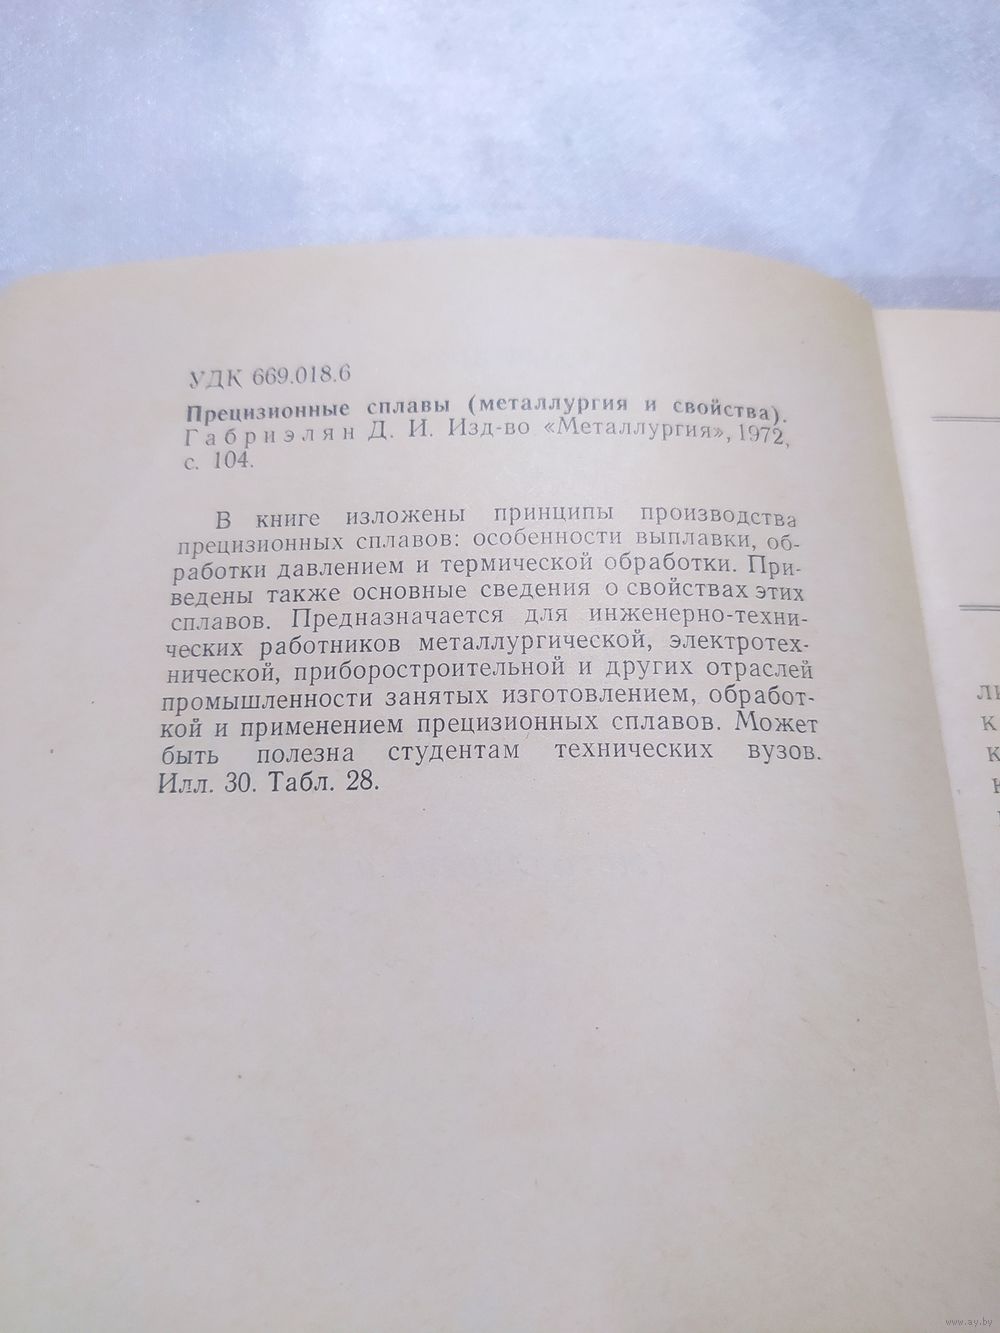 УДК 669.018.6
Прецизионные сплавы (металлургия и свойства).
Габриэлян Д. И. Изд-во «Металлургия», 1972,
с. 104.
В книге изложены принципы производства
прецизионных сплавов: особенности выплавки, об-
работки давлением и термической обработки. При-
ведены также основные сведения о свойствах этих
сплавов. Предназначается для инженерно-техни-
ческих работников металлургической, электротех-
нической, приборостроительной и других отраслей
промышленности занятых изготовлением, обработ-
кой и применением прецизионных сплавов. Может
быть полезна студентам технических вузов.
Илл. 30. Табл. 28.
www.ay.by